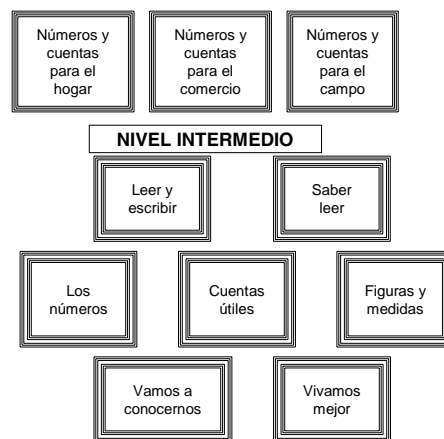 Números y
cuentas
para el
hogar
Números y
cuentas
para el
comercio
Números y
cuentas
para el
campo
NIVEL INTERMEDIO
Leer y
escribir
Saber
leer
Los
números
Cuentas
útiles
Figuras y
medidas
Vamos a
conocernos
Vivamos
mejor